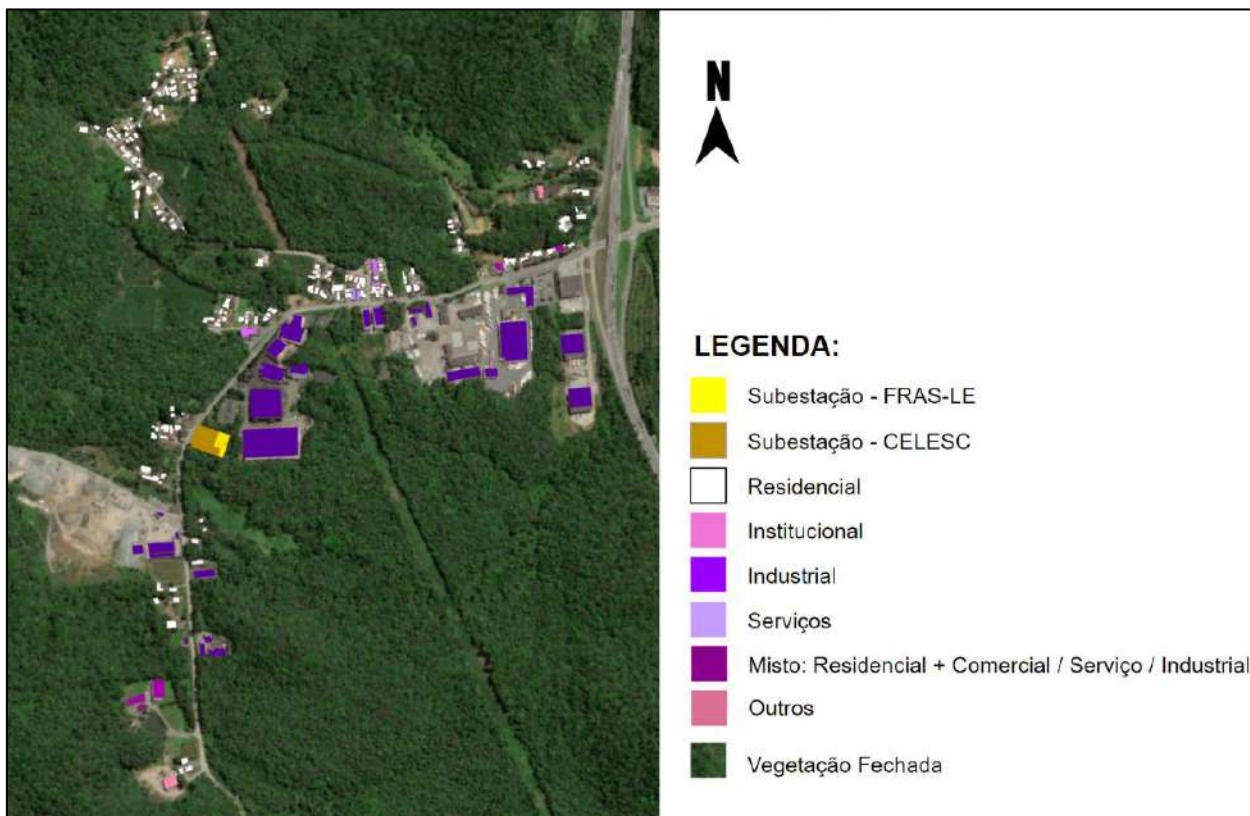 N
LEGENDA:
Subestação - FRAS-LE
Subestação - CELESC
Residencial
Institucional
Industrial
Serviços
Misto: Residencial + Comercial / Serviço / Industrial
Outros
Vegetação Fechada